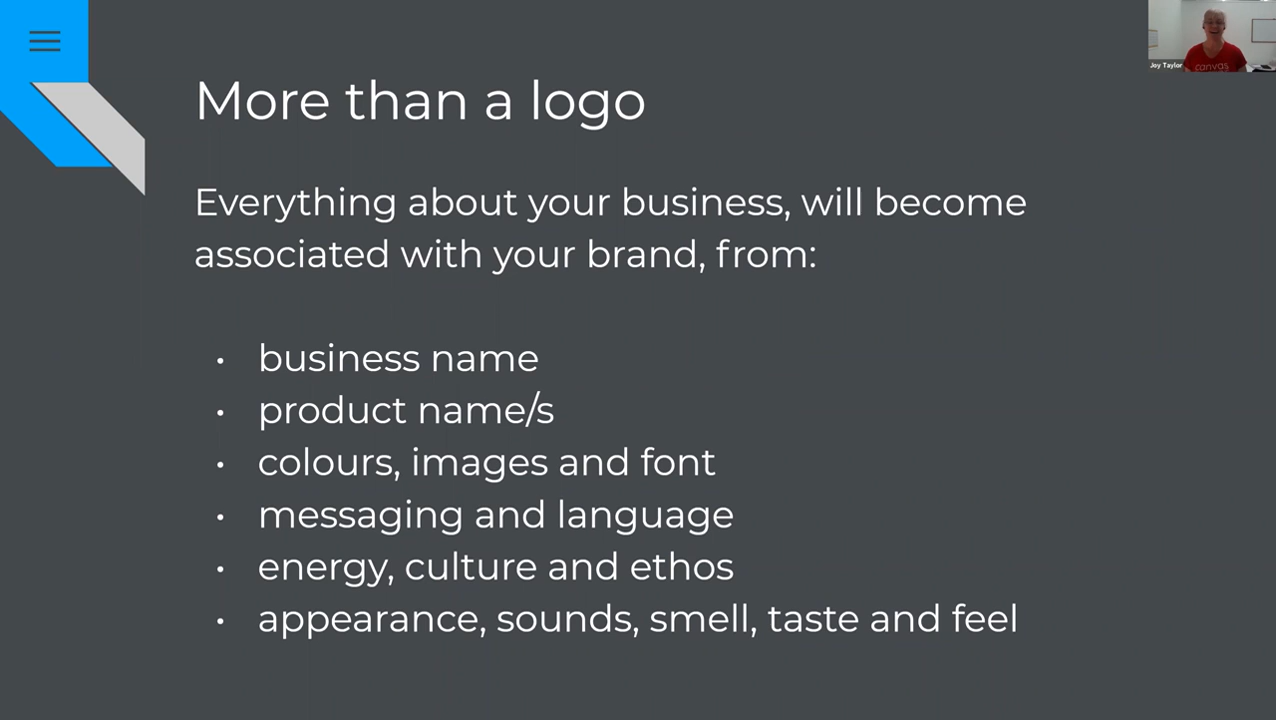 More than a logo
Everything about your business, will become
associated with your brand, from:
• business name
• product name/s
• colours, images and font
• messaging and language
• energy, culture and ethos
• appearance, sounds, smell, taste and feel
Joy Taylor
canvas